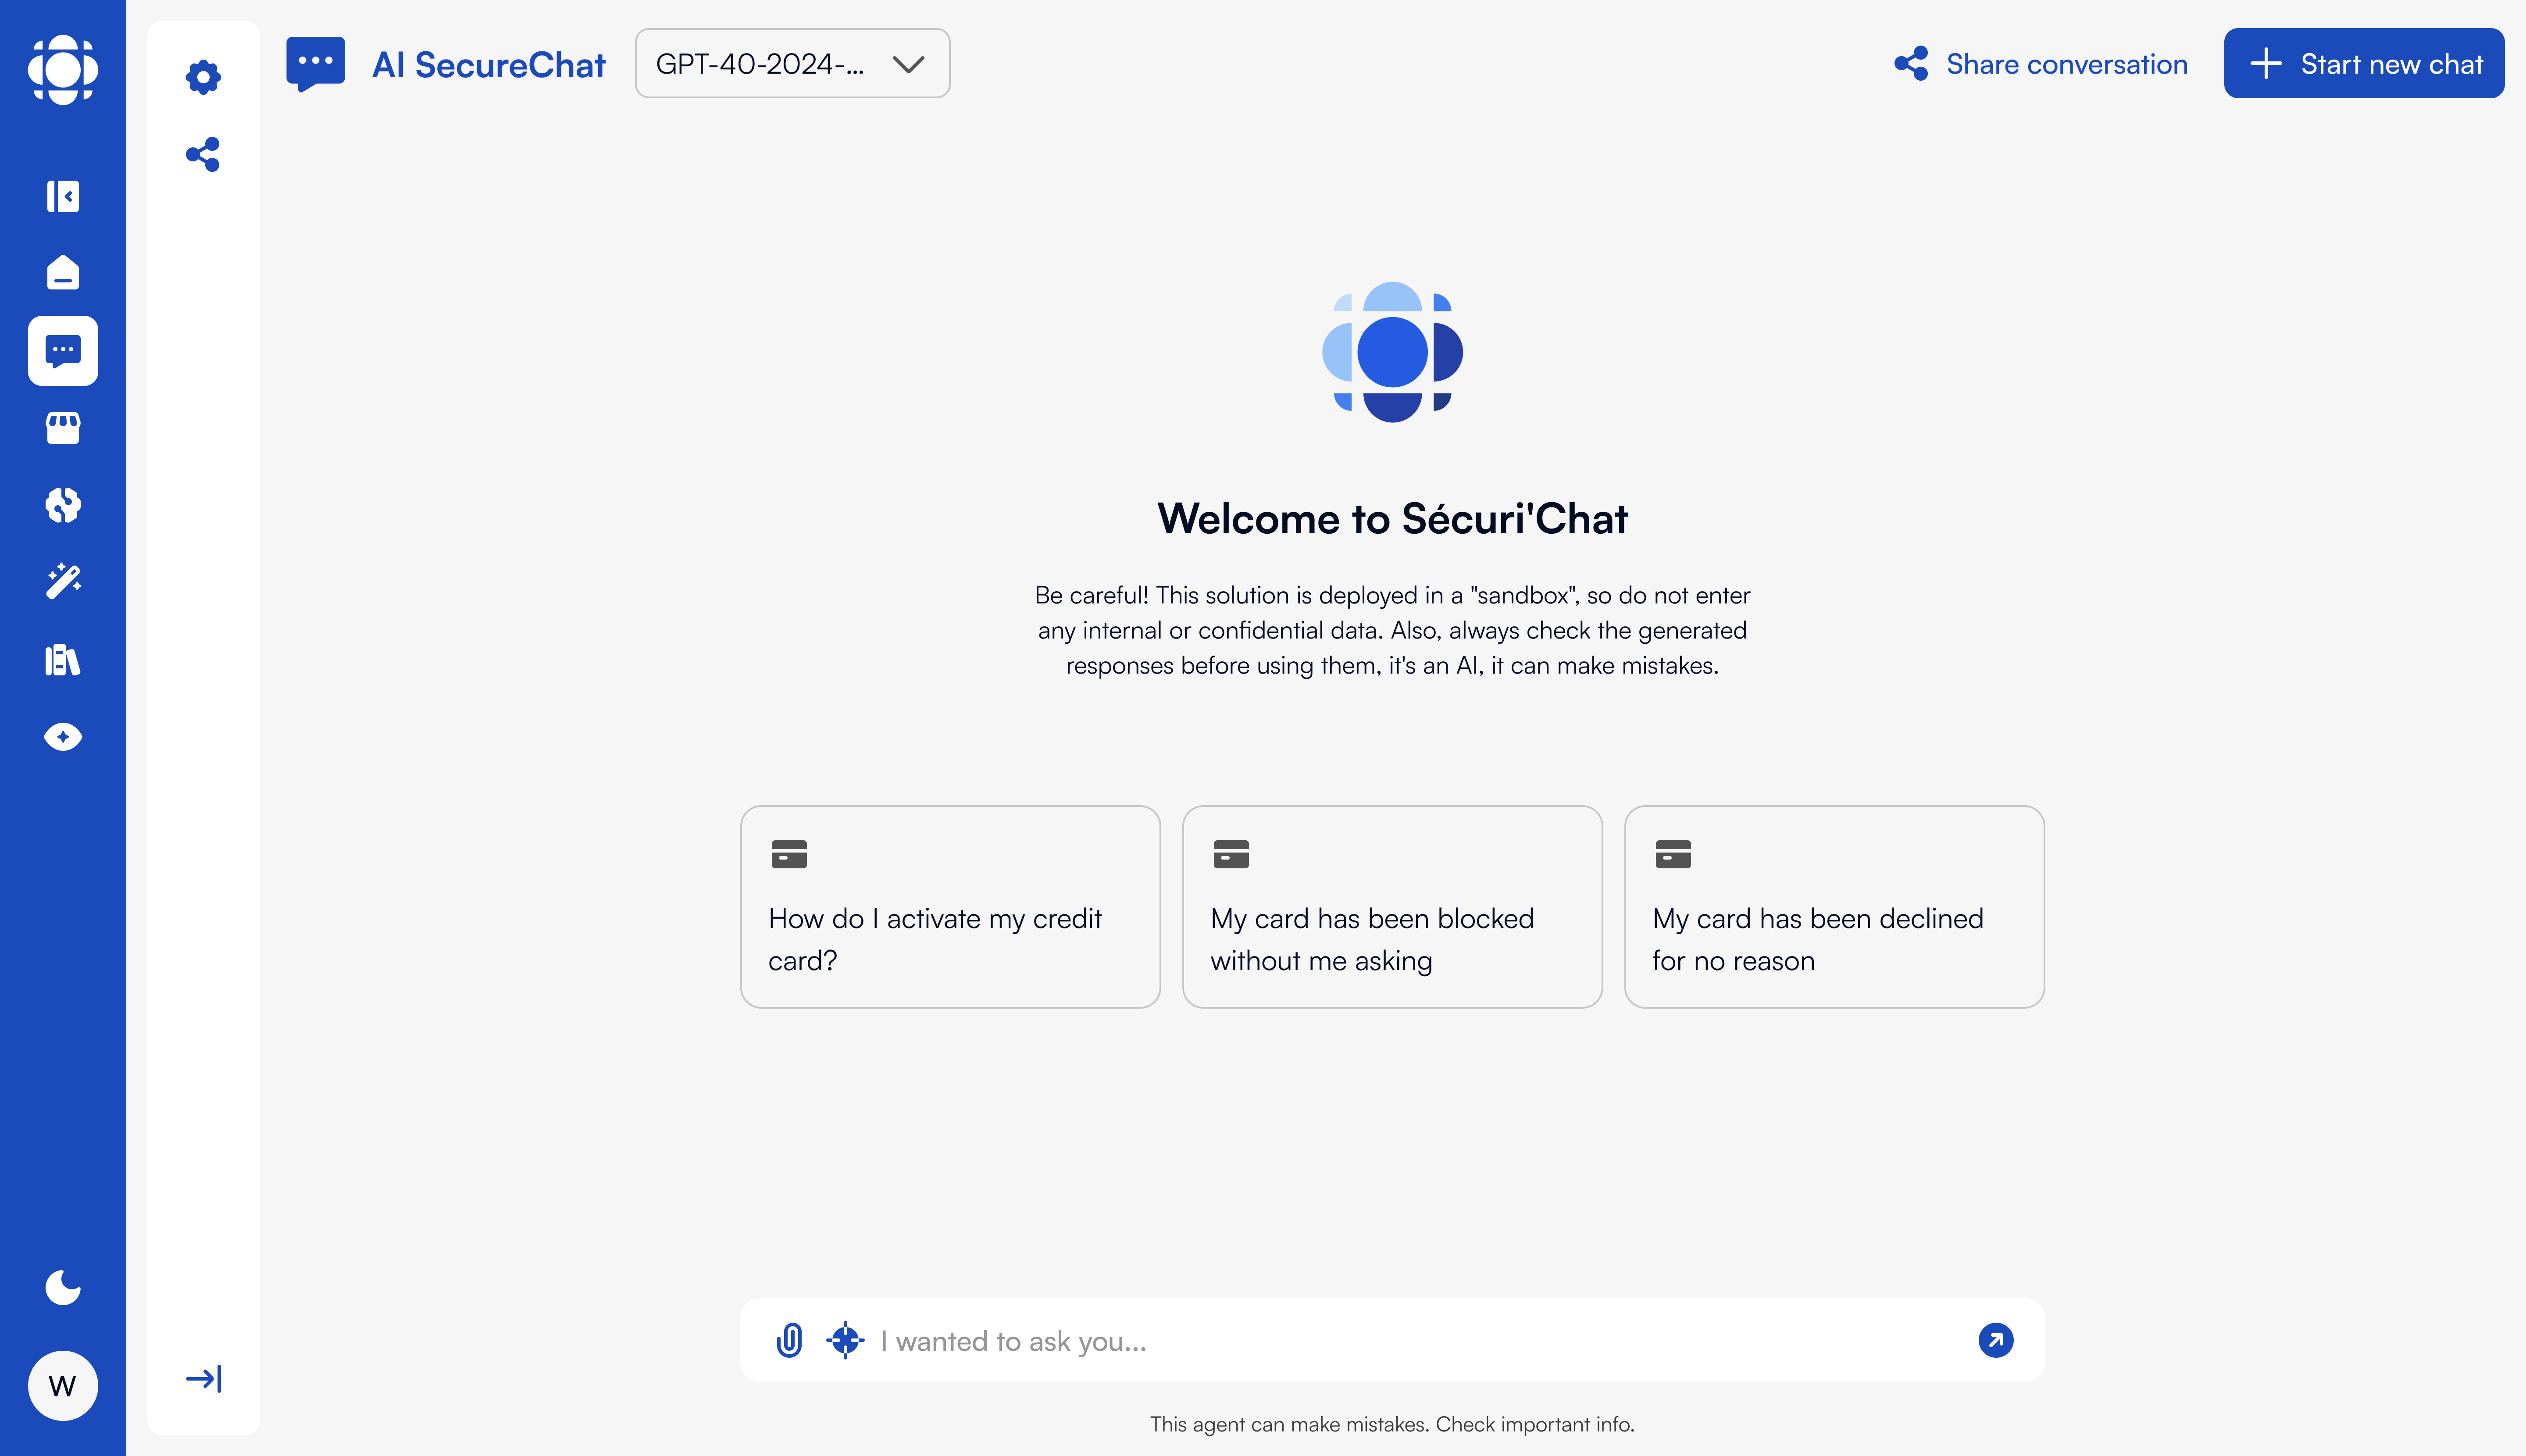 AI SecureChat
GPT-40-2024-...
Share conversation
Start new chat
Welcome to Sécuri'Chat
Be careful! This solution is deployed in a "sandbox", so do not enter
any internal or confidential data. Also, always check the generated
responses before using them, it's an AI, it can make mistakes.
How do I activate my credit
card?
My card has been blocked
without me asking
My card has been declined
for no reason
I wanted to ask you...
This agent can make mistakes. Check important info.
W